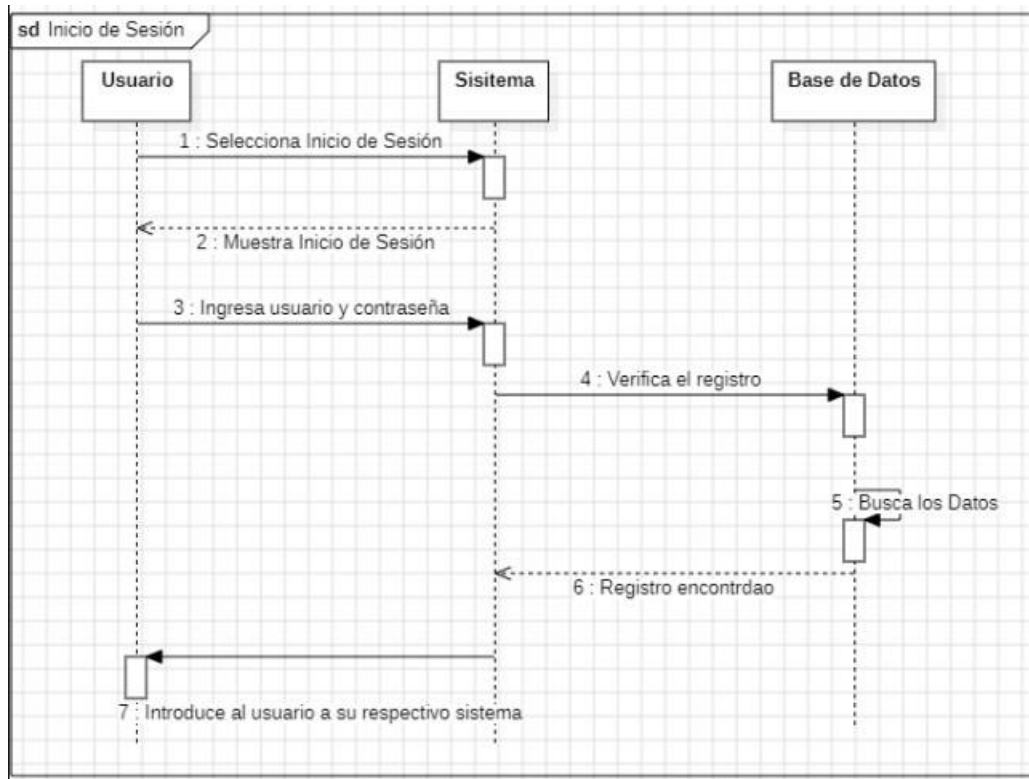 sd Inicio de Sesión
Usuario
Sisitema
Base de Datos
1 : Selecciona Inicio de Sesión
2 : Muestra Inicio de Sesión
3 : Ingresa usuario y contraseña
4 : Verifica el registro
5 : Busca los Datos
6 : Registro encontrdao
7 : Introduce al usuario a su respectivo sistema